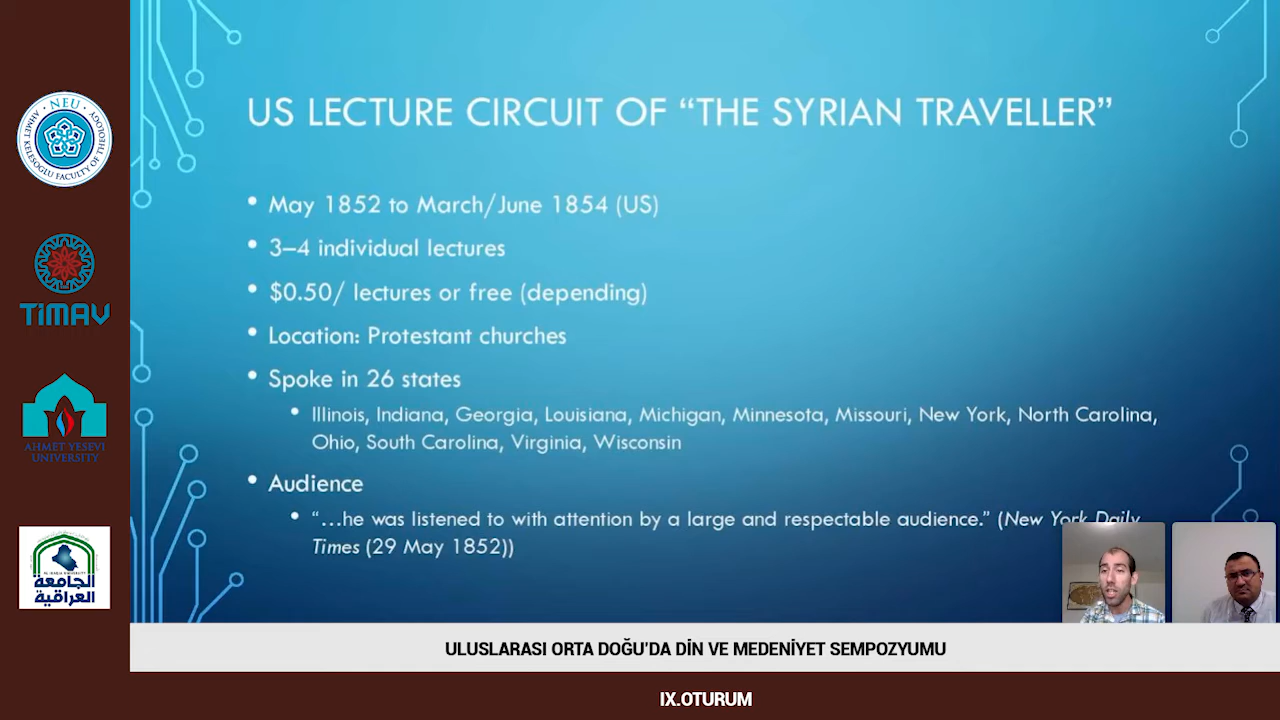 · NEU ·
AHMET KELEŞOĞLU FACULTY OF THEOLOGY
TİMAV
AHMET YESEVI
UNIVERSITY
الجامعة
العراقية
US LECTURE CIRCUIT OF “THE SYRIAN TRAVELLER”
• May 1852 to March/June 1854 (US)
• 3–4 individual lectures
• $0.50/ lectures or free (depending)
• Location: Protestant churches
• Spoke in 26 states
• Illinois, Indiana, Georgia, Louisiana, Michigan, Minnesota, Missouri, New York, North Carolina,
Ohio, South Carolina, Virginia, Wisconsin
• Audience
• “…he was listened to with attention by a large and respectable audience.” (New York Daily
Times (29 May 1852))
ULUSLARASI ORTA DOĞU’DA DİN VE MEDENİYET SEMPOZYUMU
IX.OTURUM